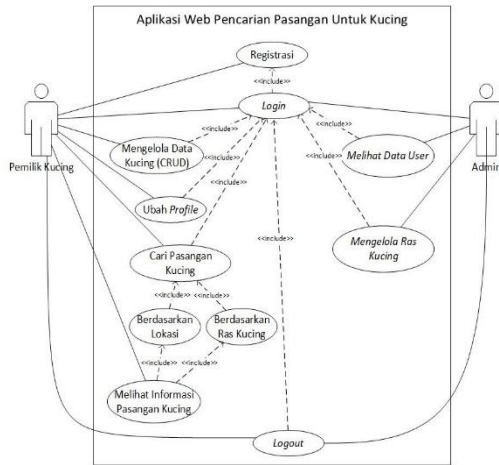 Aplikasi Web Pencarian Pasangan Untuk Kucing
Registrasi
<<include>>
Login
<<include>>
<<include>>
Mengelola Data
Kucing (CRUD)
<<include>>
<<include>>
Melihat Data User
<<include>>
Pemilik Kucing
Admin
Ubah Profile
<<include>>
Mengelola Ras
Kucing
Cari Pasangan
Kucing
<<include>>
<<include>>
Berdasarkan
Lokasi
Berdasarkan
Ras Kucing
<<include>>
<<include>>
Melihat Informasi
Pasangan Kucing
Logout